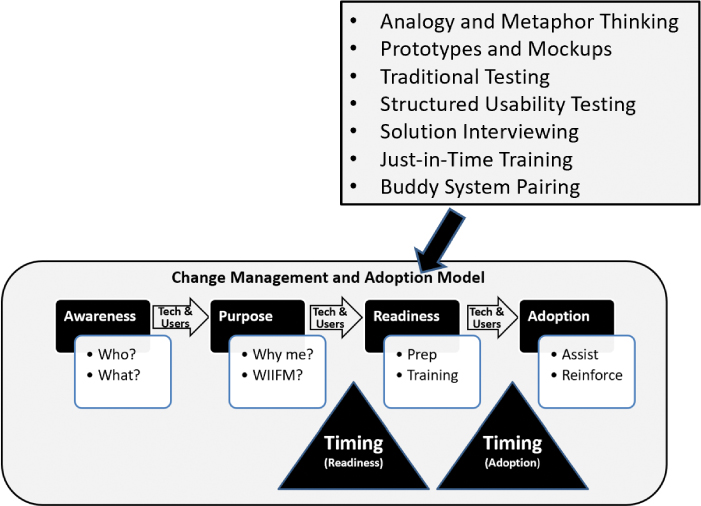 • Analogy and Metaphor Thinking
• Prototypes and Mockups
• Traditional Testing
• Structured Usability Testing
• Solution Interviewing
• Just-in-Time Training
• Buddy System Pairing
Change Management and Adoption Model
Awareness
Tech &
Users
Purpose
Tech &
Users
Readiness
Tech &
Users
Adoption
• Who?
• What?
• Why me?
• WIIFM?
• Prep
• Training
• Assist
• Reinforce
Timing
(Readiness)
Timing
(Adoption)